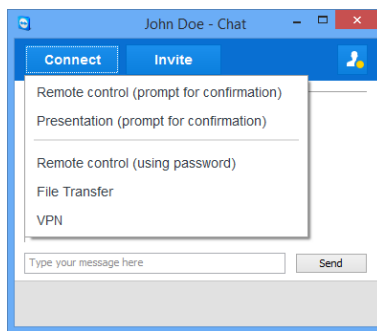 John Doe - Chat
Connect Invite
Remote control (prompt for confirmation)
Presentation (prompt for confirmation)
Remote control (using password)
File Transfer
VPN
Type your message here Send